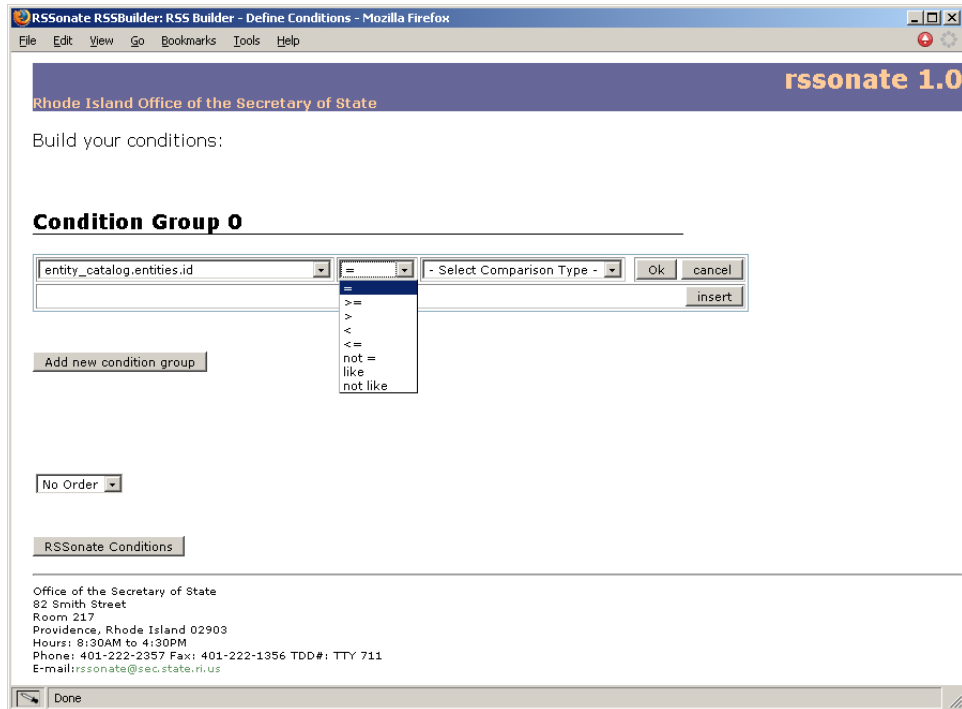 RSSonate RSSBuilder: RSS Builder - Define Conditions - Mozilla Firefox
File Edit View Go Bookmarks Tools Help
rssonate 1.0
Rhode Island Office of the Secretary of State
Build your conditions:
Condition Group 0
entity_catalog.entities.id = - Select Comparison Type - Ok cancel
insert
=
>=
>
<
<=
not =
like
not like
Add new condition group
No Order
RSSonate Conditions
Office of the Secretary of State
82 Smith Street
Room 217
Providence, Rhode Island 02903
Hours: 8:30AM to 4:30PM
Phone: 401-222-2357 Fax: 401-222-1356 TDD#: TTY 711
E-mail:rssonate@sec.state.ri.us
Done